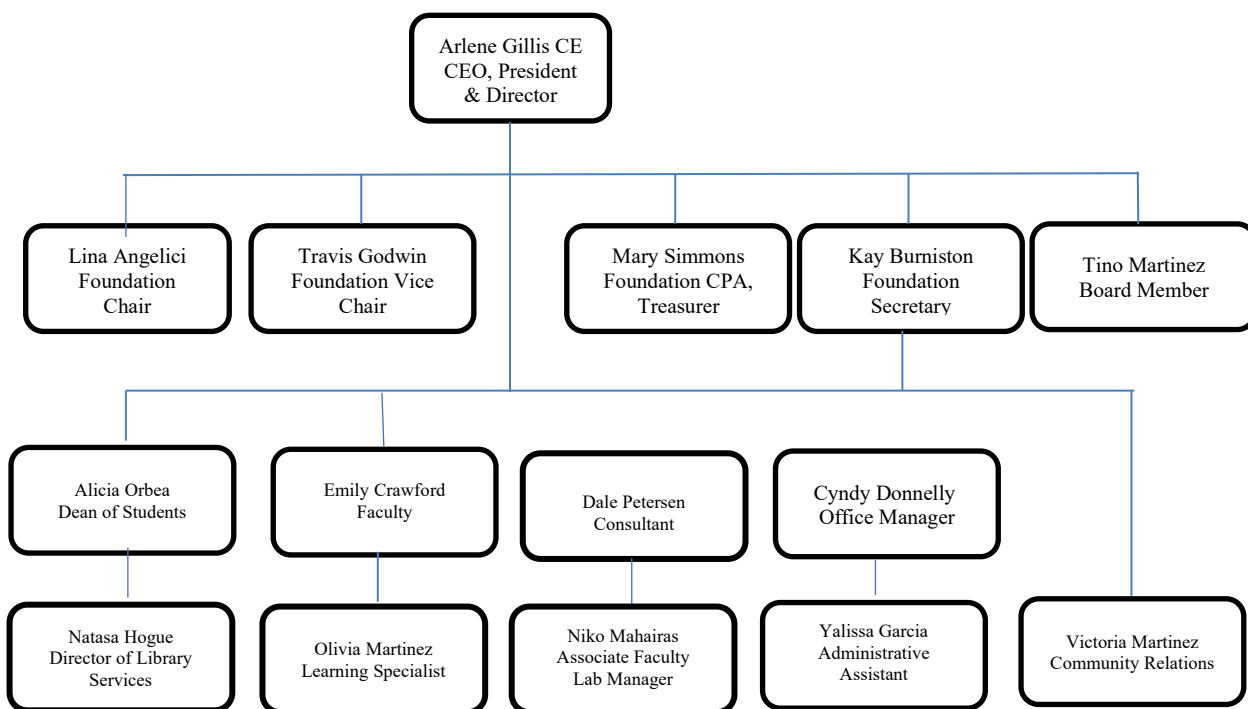 Arlene Gillis CE
CEO, President
& Director
Lina Angelici
Foundation
Chair
Travis Godwin
Foundation Vice
Chair
Mary Simmons
Foundation CPA,
Treasurer
Kay Burniston
Foundation
Secretary
Tino Martinez
Board Member
Alicia Orbea
Dean of Students
Emily Crawford
Faculty
Dale Petersen
Consultant
Cyndy Donnelly
Office Manager
Natasa Hogue
Director of Library
Services
Olivia Martinez
Learning Specialist
Niko Mahairas
Associate Faculty
Lab Manager
Yalissa Garcia
Administrative
Assistant
Victoria Martinez
Community Relations